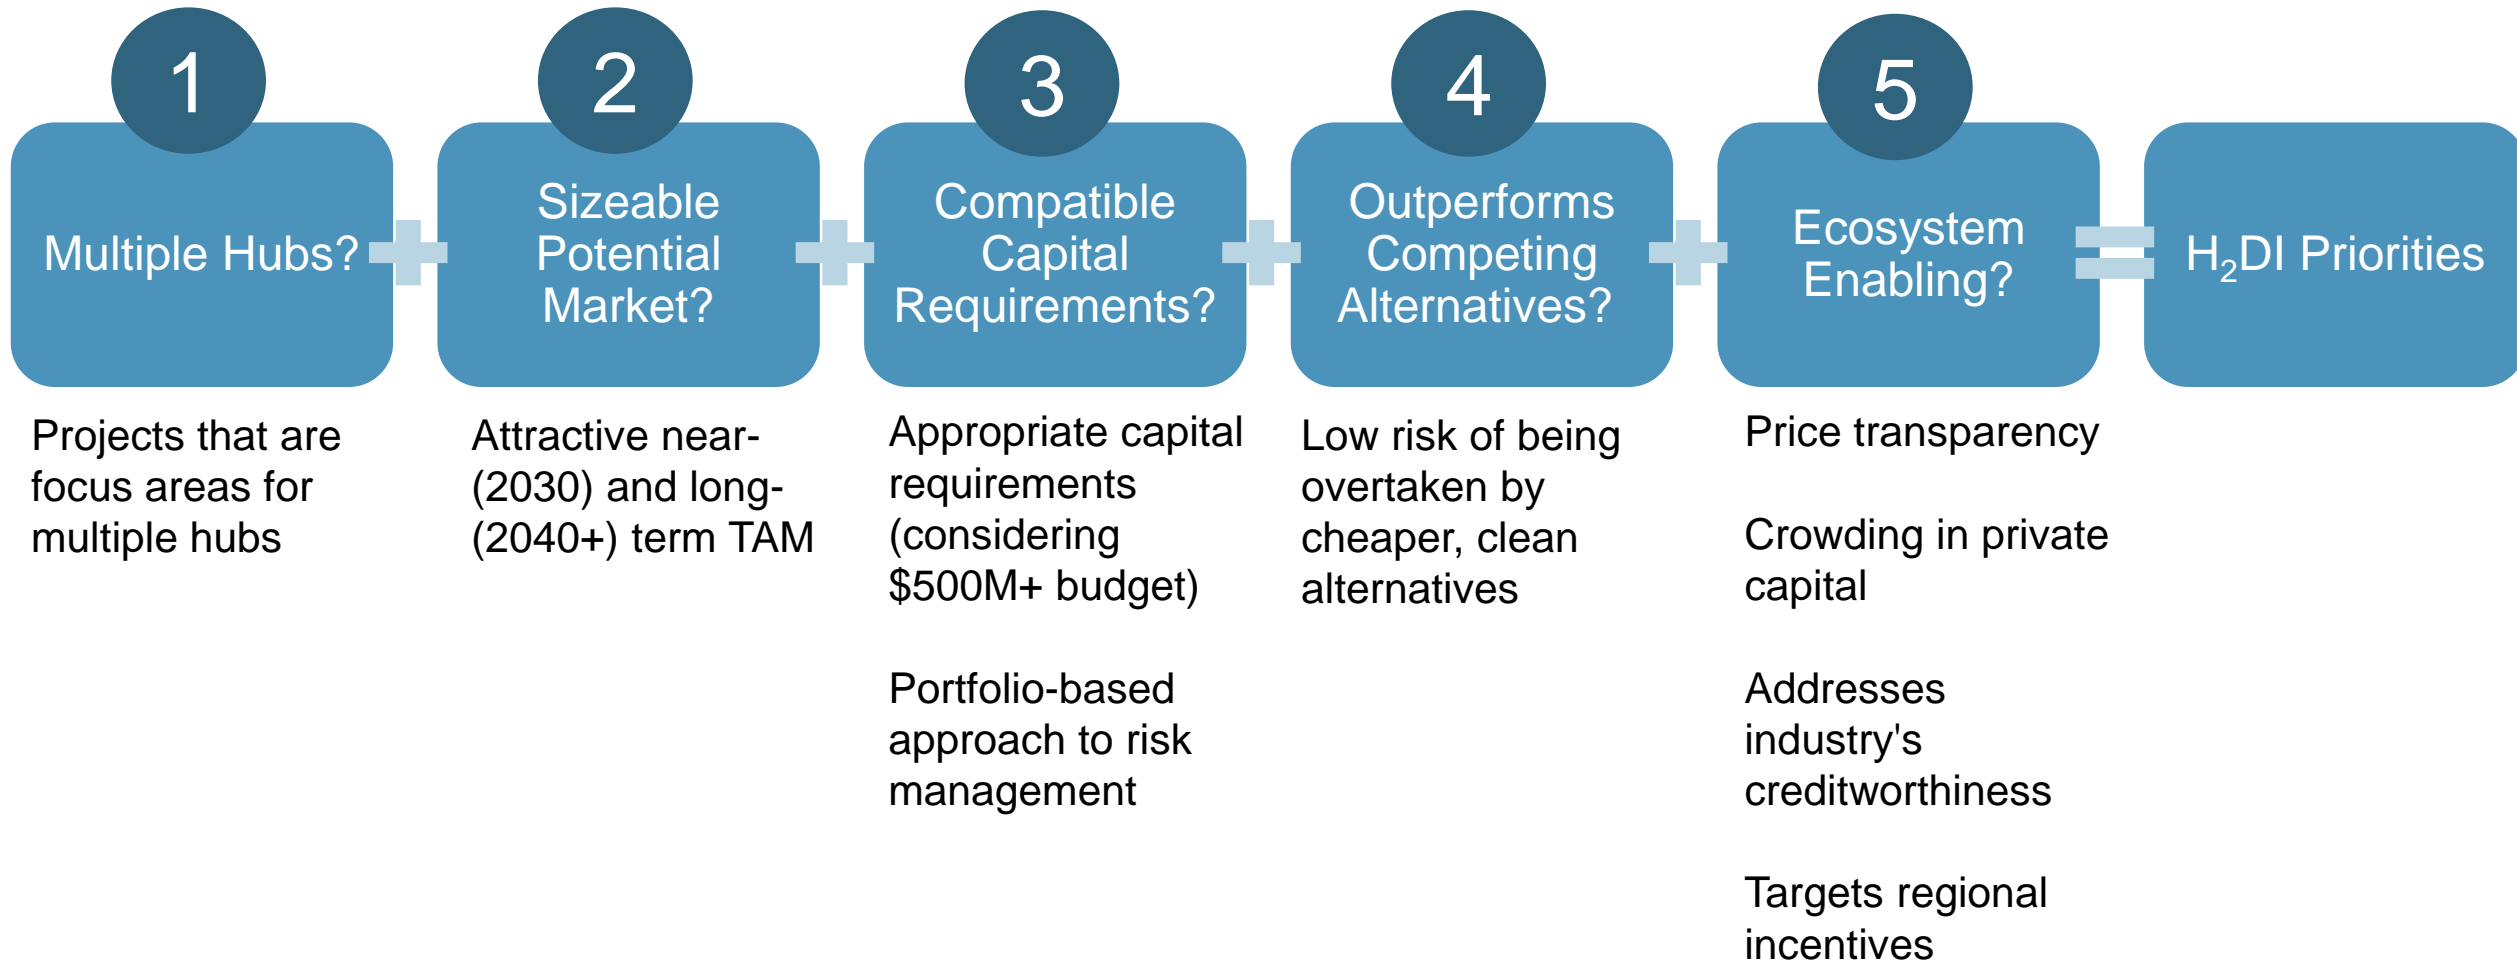 1
Multiple Hubs?
Projects that are
focus areas for
multiple hubs
2
Sizeable
Potential
Market?
Attractive near-
(2030) and long-
(2040+) term TAM
3
Compatible
Capital
Requirements?
Appropriate capital
requirements
(considering
$500M+ budget)
Portfolio-based
approach to risk
management
4
Outperforms
Competing
Alternatives?
Low risk of being
overtaken by
cheaper, clean
alternatives
5
Ecosystem
Enabling?
Price transparency
Crowding in private
capital
Addresses
industry's
creditworthiness
Targets regional
incentives
H₂DI Priorities